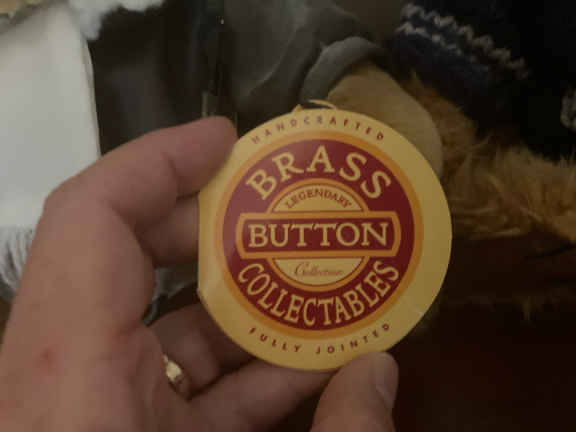 HANDCRAFTED
BRASS
LEGENDARY
BUTTON
Collection
COLLECTABLES
FULLY JOINTED